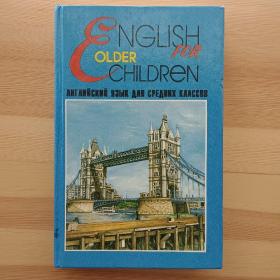 ENGLISH
FOR
OLDER
CHILDREN
АНГЛИЙСКИЙ ЯЗЫК ДЛЯ СРЕДНИХ КЛАССОВ